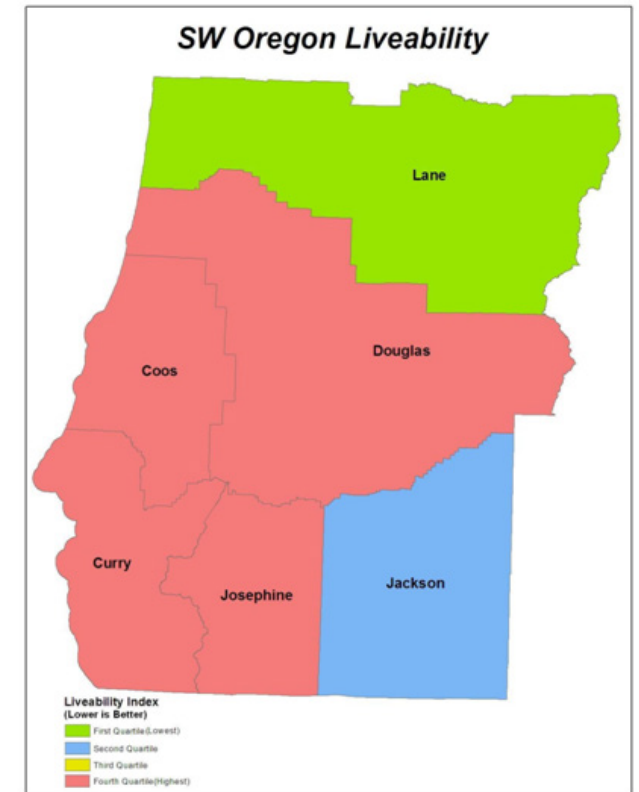 SW Oregon Liveability
Lane
Douglas
Coos
Curry
Josephine
Jackson
Liveability Index
(Lower is Better)
First Quartile(Lowest)
Second Quartile
Third Quartile
Fourth Quartile(Highest)